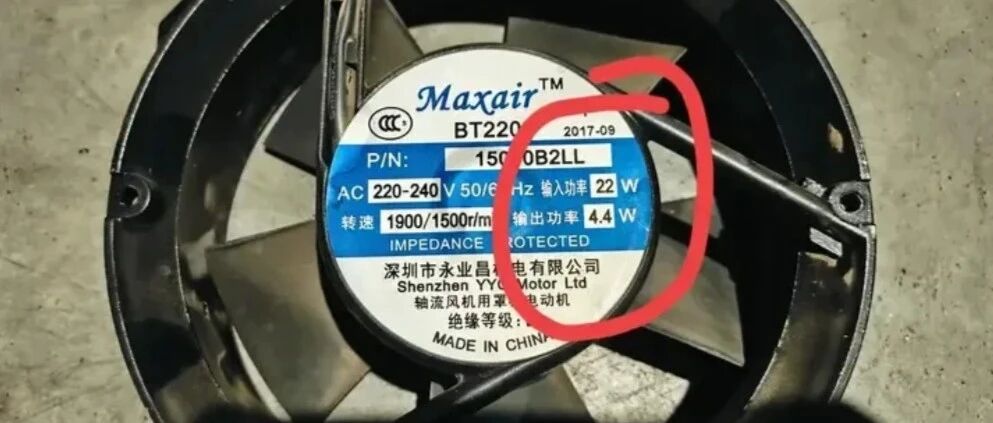 Maxair™
BT220
2017-09
P/N:
AC 220-240 V 50/6 Hz 输入功率 22 W
转速 1900/1500r/m 输出功率 4.4 W
IMPEDANCE PROTECTED
深圳市永业昌 电有限公司
Shenzhen YYC Motor Ltd
轴流风机用罩 电动机
绝缘等级:
MADE IN CHINA
CCC